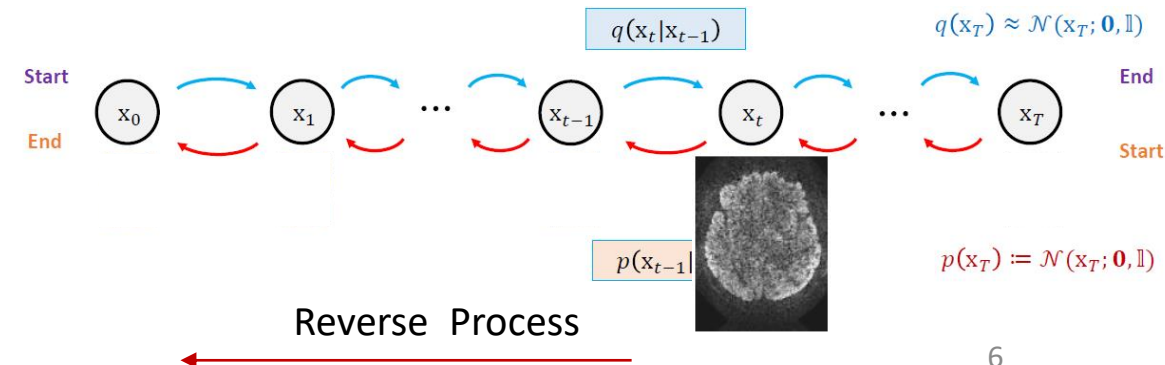 q(x_t|x_{t−1})
q(x_T) ≈ 𝒩(x_T; 𝟎, 𝕀)
Start
End
x_0
x_1
...
x_{t−1}
x_t
...
x_T
End
Start
p(x_{t−1}|
p(x_T) ≔ 𝒩(x_T; 𝟎, 𝕀)
Reverse Process
6